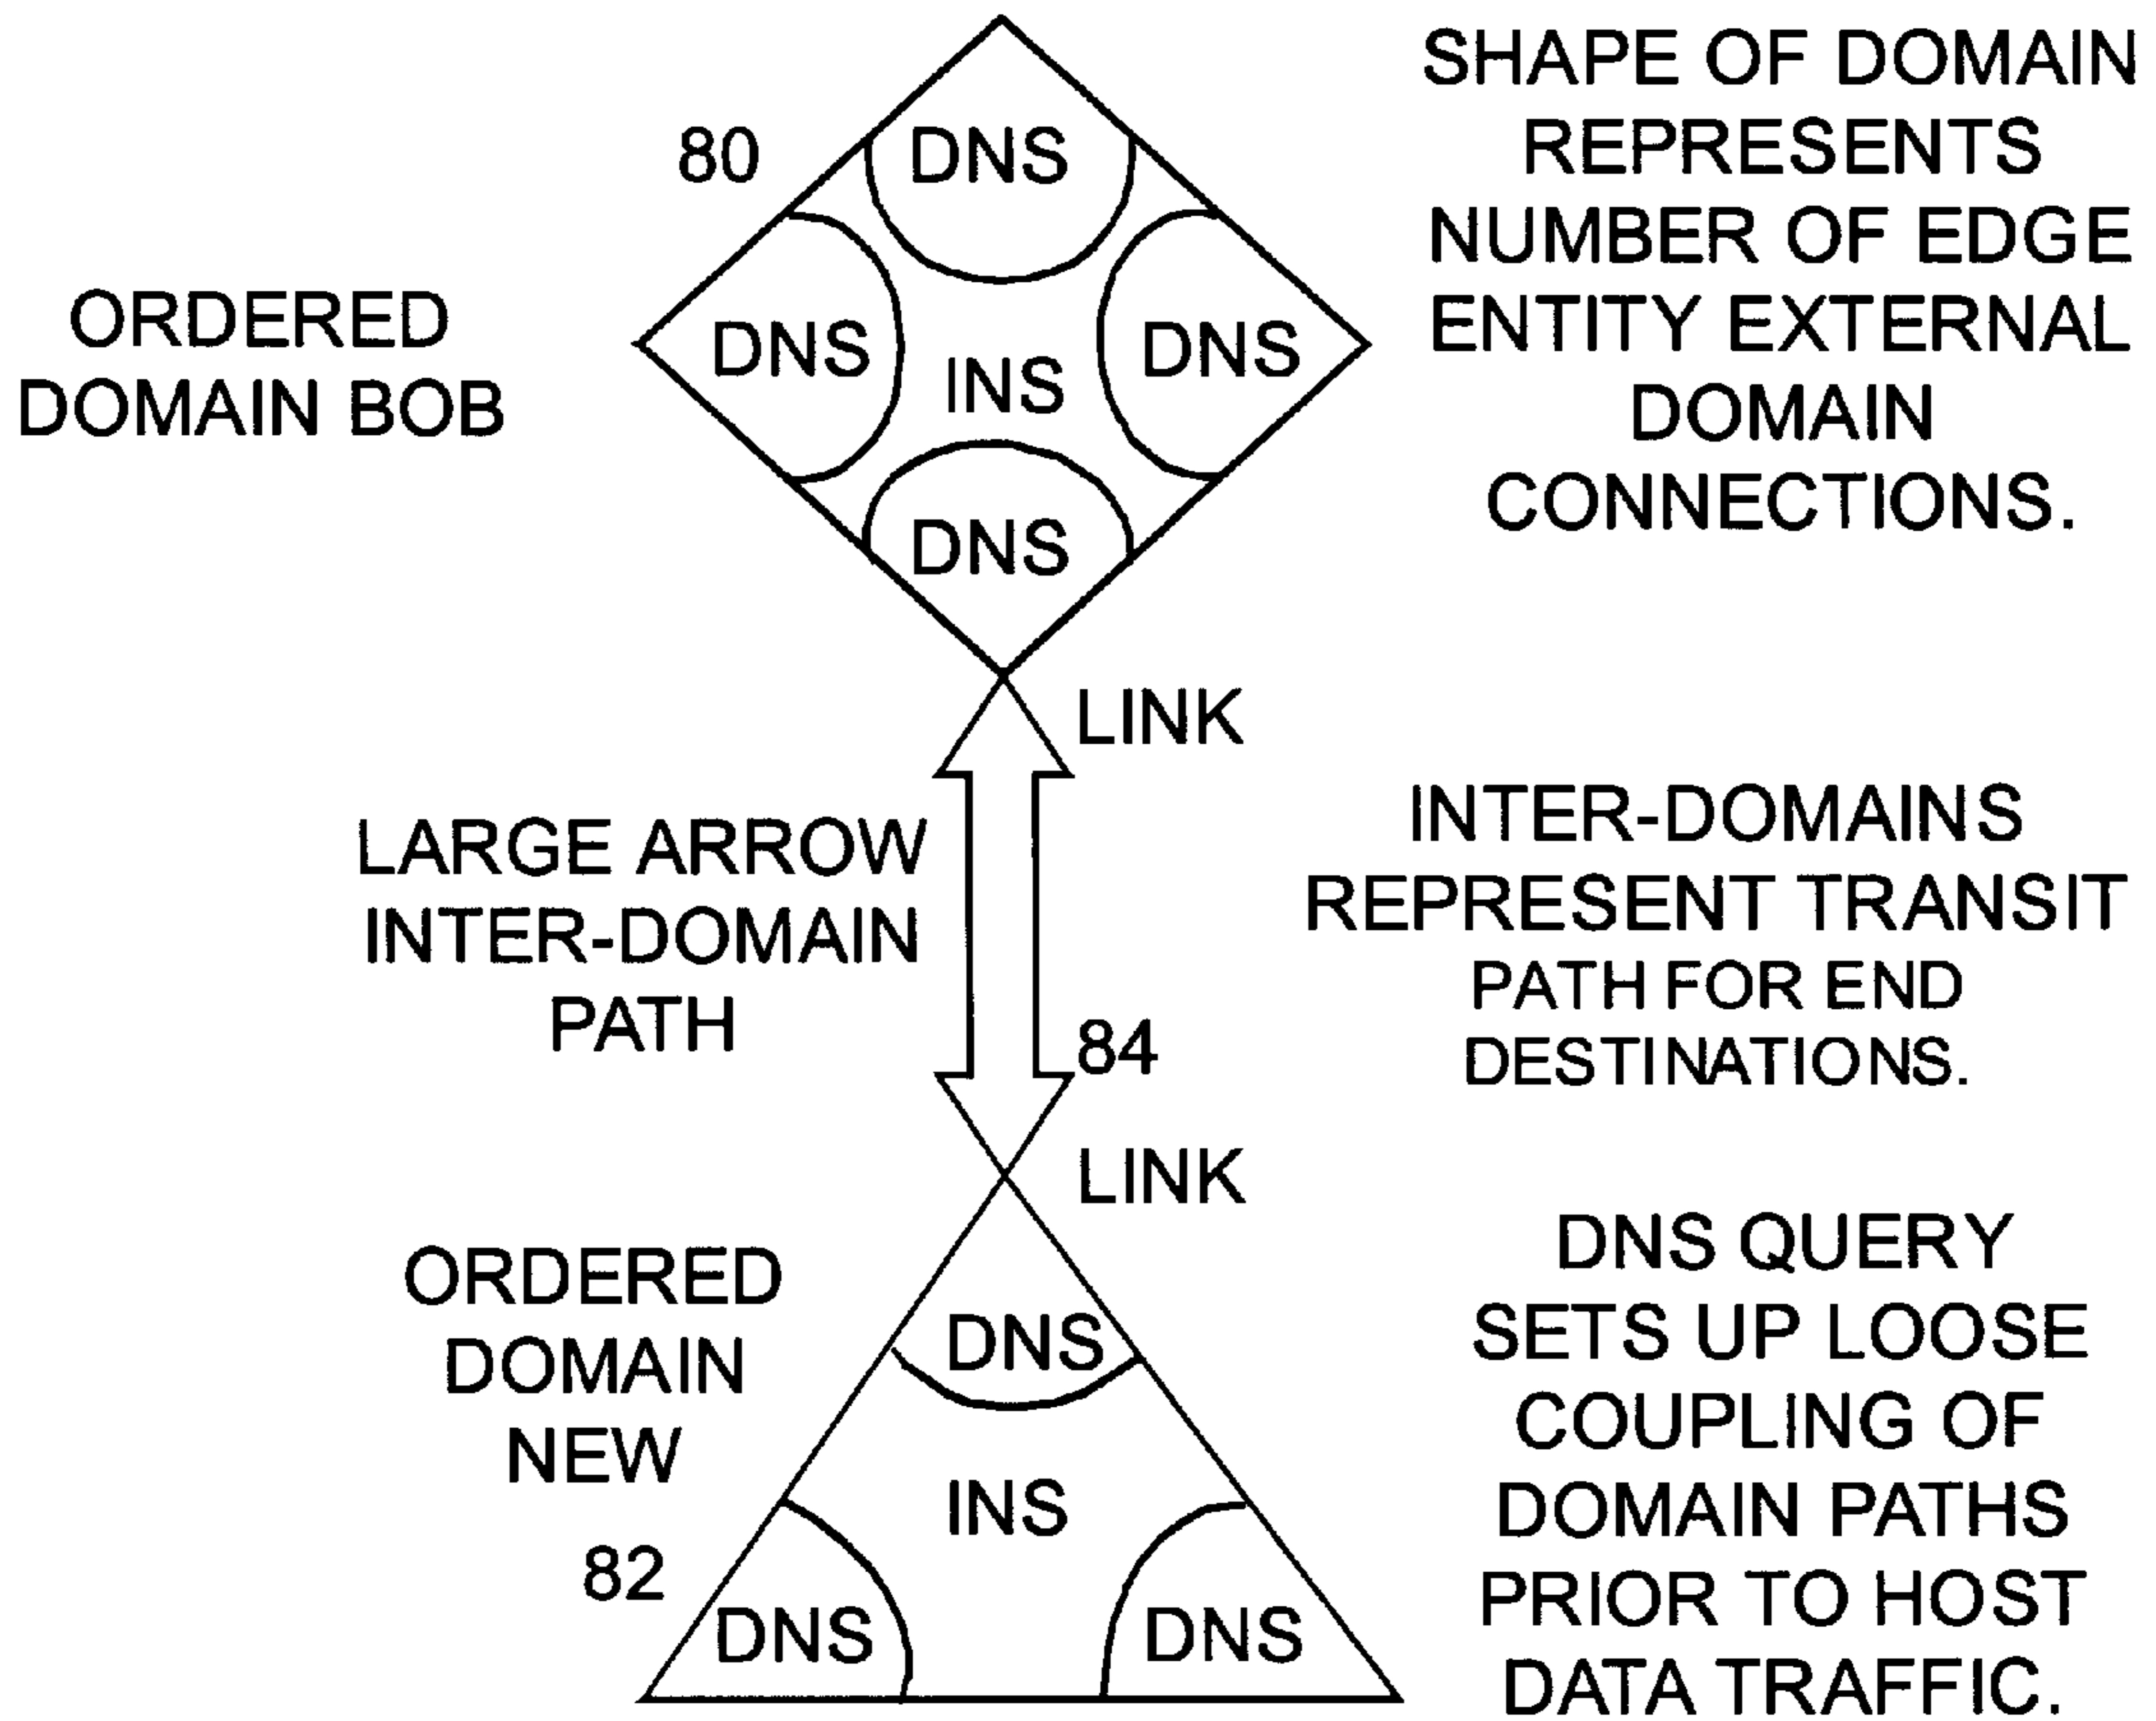 SHAPE OF DOMAIN
REPRESENTS
NUMBER OF EDGE
ENTITY EXTERNAL
DOMAIN
CONNECTIONS.
80
DNS
ORDERED
DOMAIN BOB
DNS
INS
DNS
DNS
LINK
LARGE ARROW
INTER-DOMAIN
PATH
INTER-DOMAINS
REPRESENT TRANSIT
PATH FOR END
DESTINATIONS.
84
LINK
ORDERED
DOMAIN
NEW
82
DNS
INS
DNS
DNS
DNS QUERY
SETS UP LOOSE
COUPLING OF
DOMAIN PATHS
PRIOR TO HOST
DATA TRAFFIC.